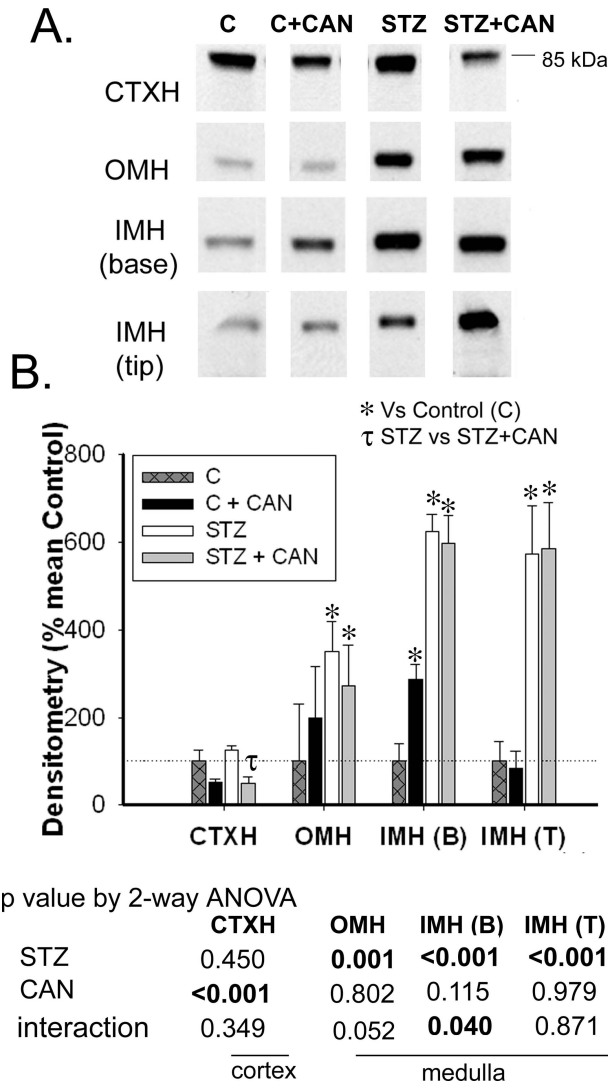 A.
C C+CAN STZ STZ+CAN
85 kDa
CTXH
OMH
IMH
(base)
IMH
(tip)
B.
* Vs Control (C)
τ STZ vs STZ+CAN
Densitometry (% mean Control)
800
600
400
200
0
C
C + CAN
STZ
STZ + CAN
* * * * * * *
τ
CTXH OMH IMH (B) IMH (T)
p value by 2-way ANOVA
CTXH OMH IMH (B) IMH (T)
STZ 0.450 0.001 <0.001 <0.001
CAN <0.001 0.802 0.115 0.979
interaction 0.349 0.052 0.040 0.871
cortex medulla